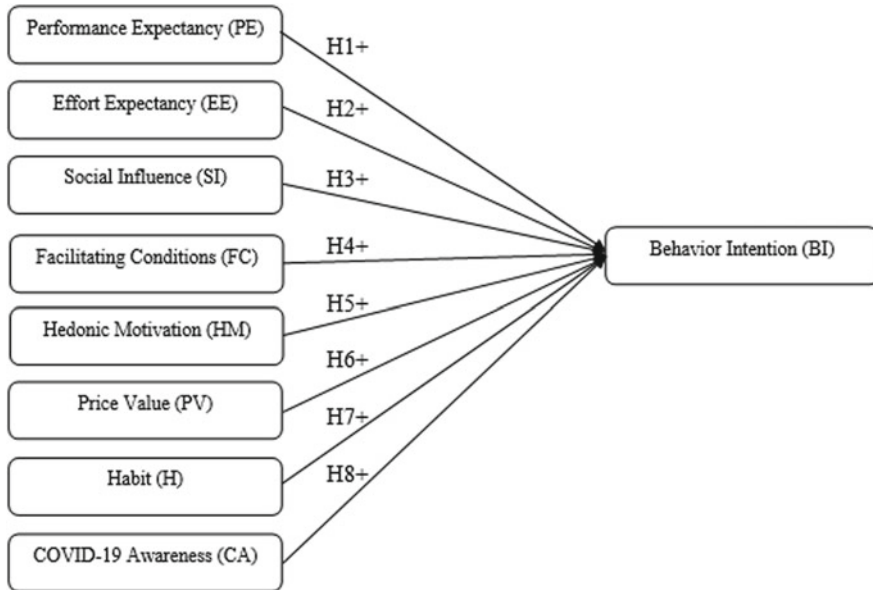 Performance Expectancy (PE)
H1+
Effort Expectancy (EE)
H2+
Social Influence (SI)
H3+
Facilitating Conditions (FC)
H4+
Behavior Intention (BI)
Hedonic Motivation (HM)
H5+
Price Value (PV)
H6+
Habit (H)
H7+
COVID-19 Awareness (CA)
H8+